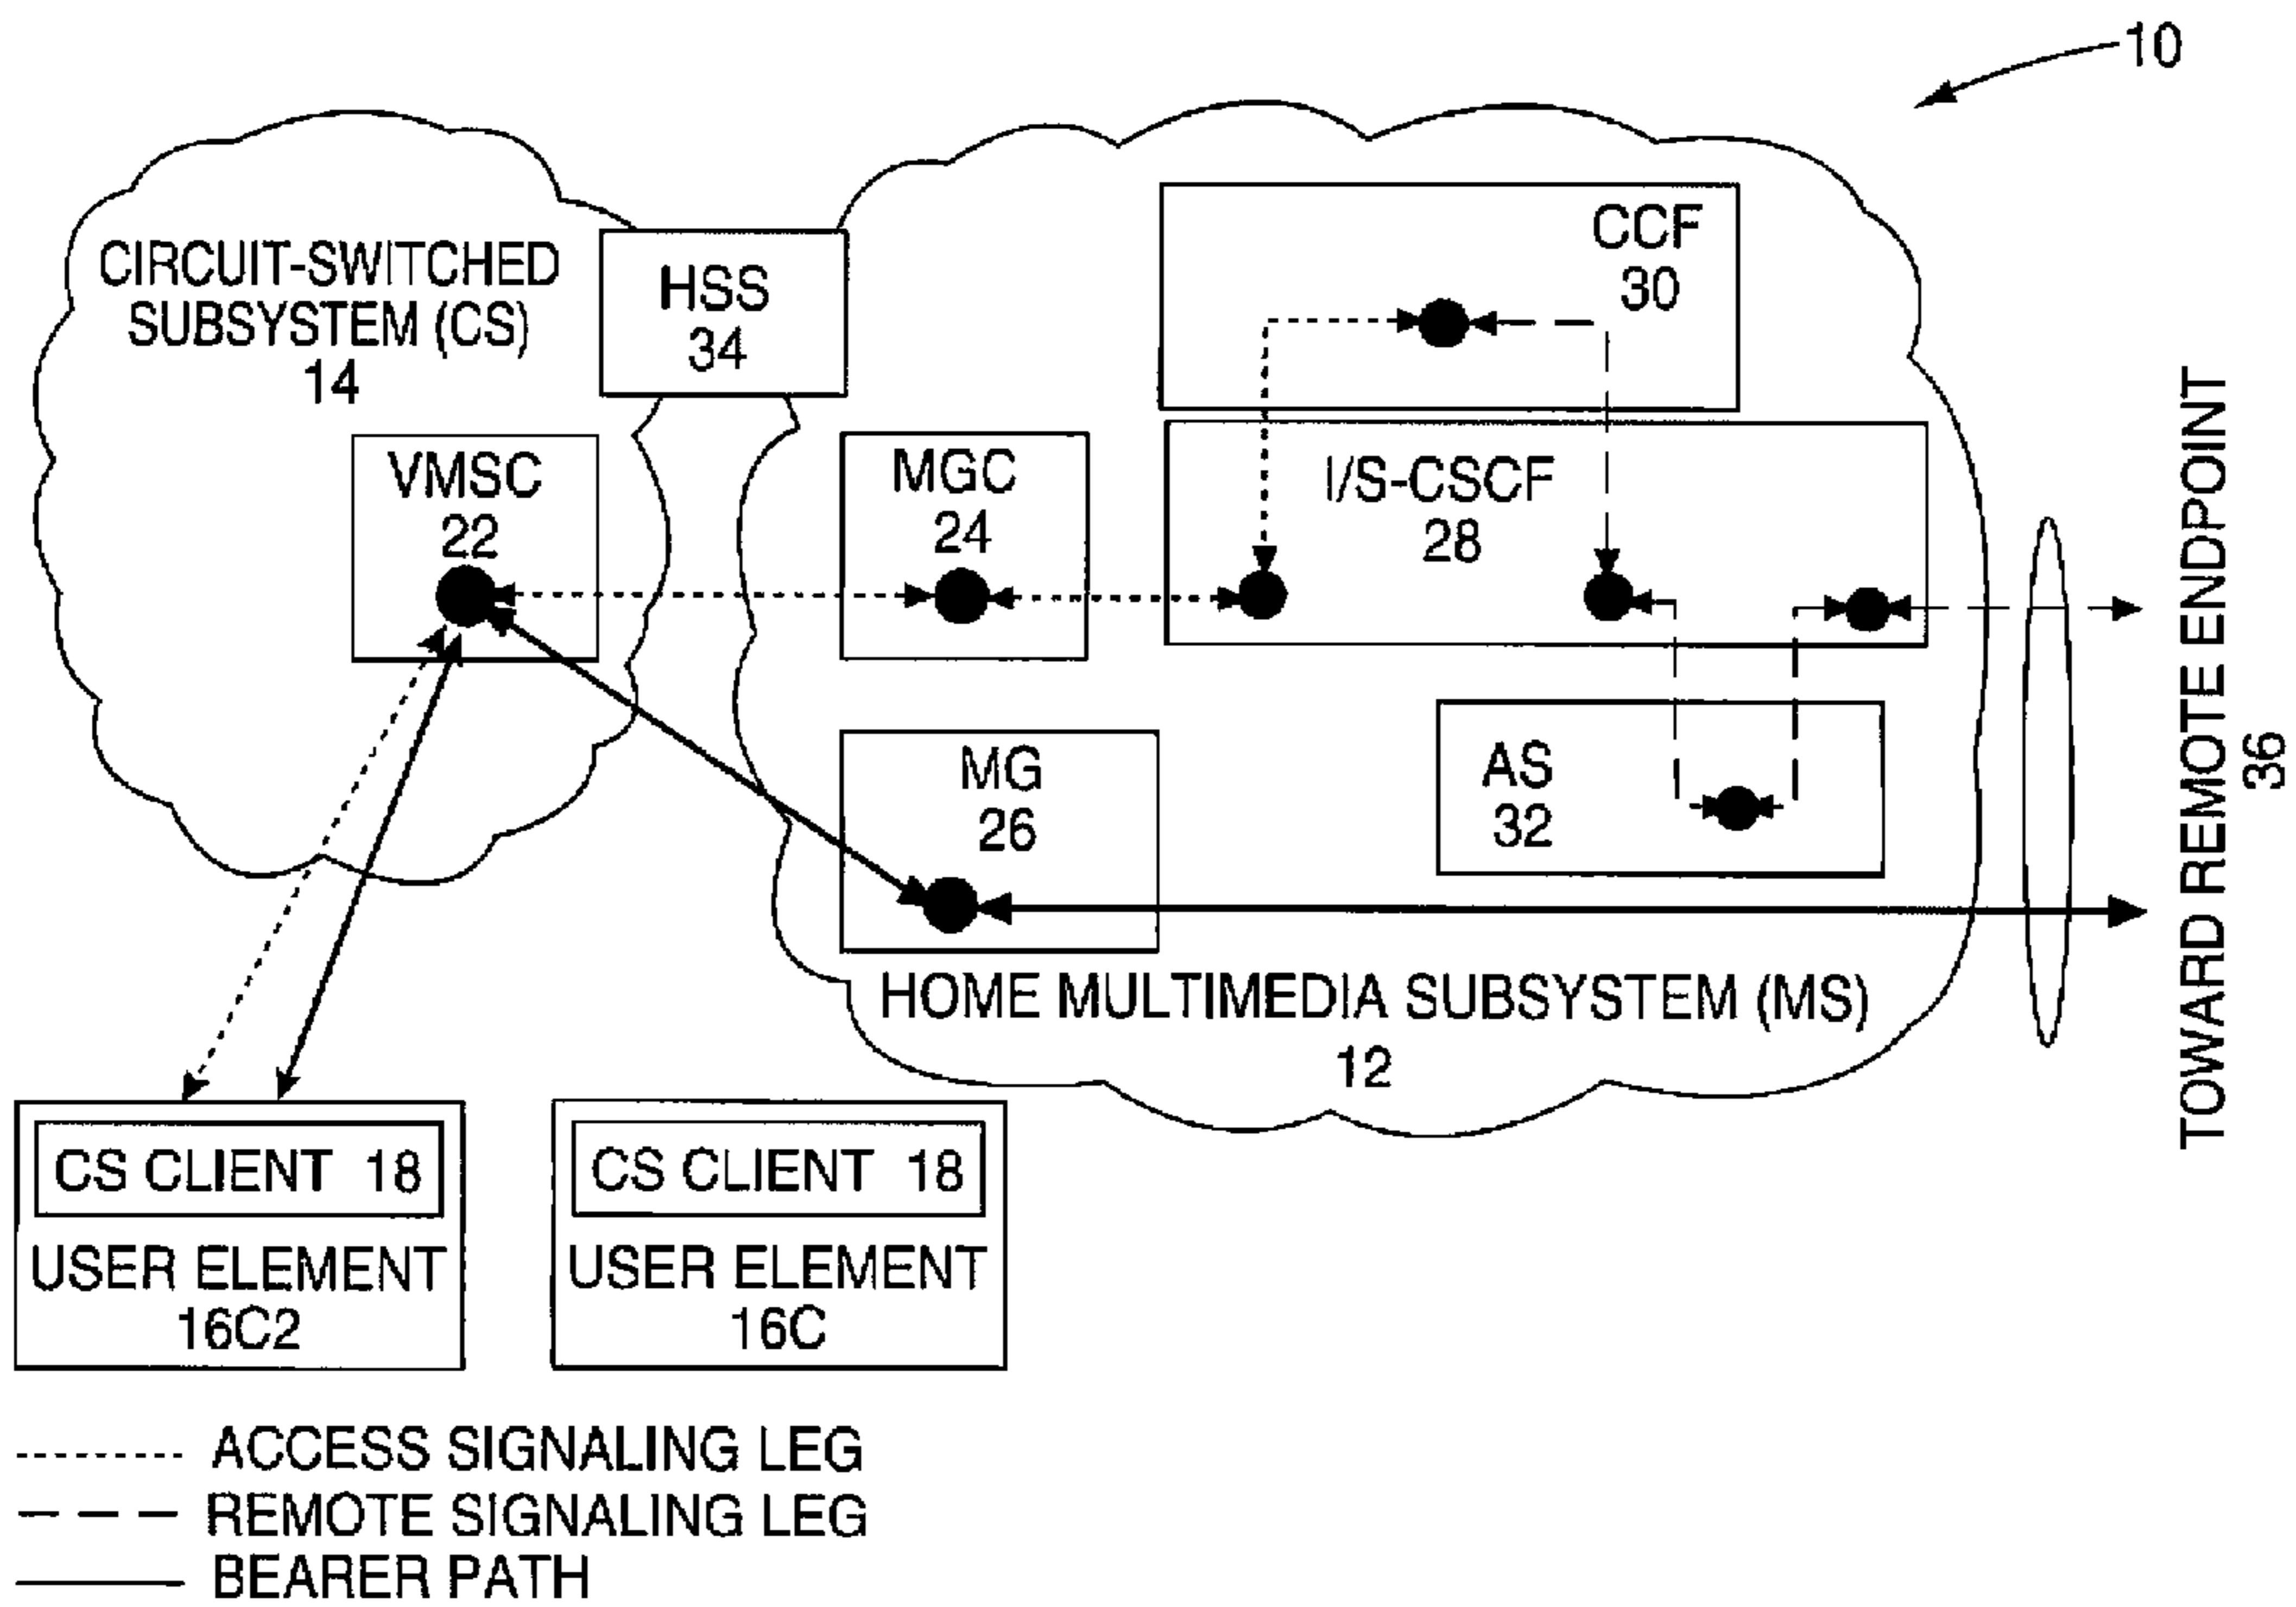 10
CIRCUIT-SWITCHED
SUBSYSTEM (CS)
14
HSS
34
CCF
30
VMSC
22
MGC
24
I/S-CSCF
28
MG
26
AS
32
HOME MULTIMEDIA SUBSYSTEM (MS)
12
TOWARD REMOTE ENDPOINT
36
CS CLIENT 18
USER ELEMENT
16C2
CS CLIENT 18
USER ELEMENT
16C
ACCESS SIGNALING LEG
REMOTE SIGNALING LEG
BEARER PATH